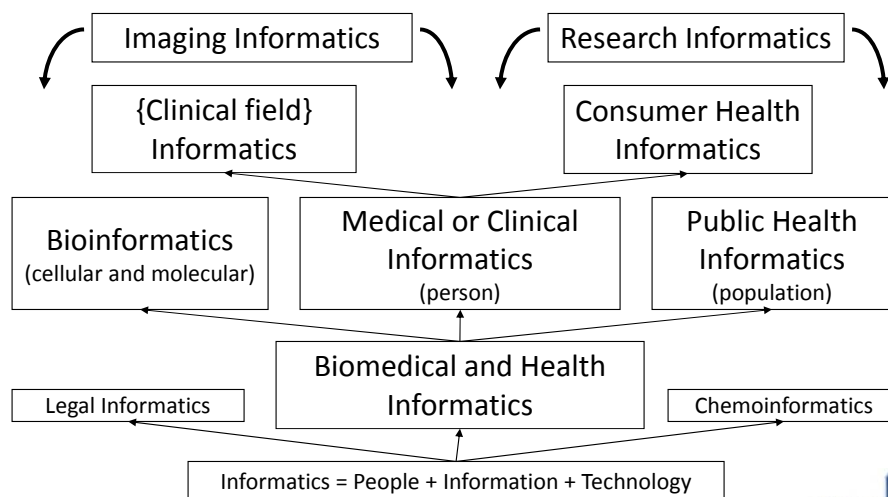 Imaging Informatics
Research Informatics
{Clinical field}
Informatics
Consumer Health
Informatics
Bioinformatics
(cellular and molecular)
Medical or Clinical
Informatics
(person)
Public Health
Informatics
(population)
Biomedical and Health
Informatics
Legal Informatics
Chemoinformatics
Informatics = People + Information + Technology